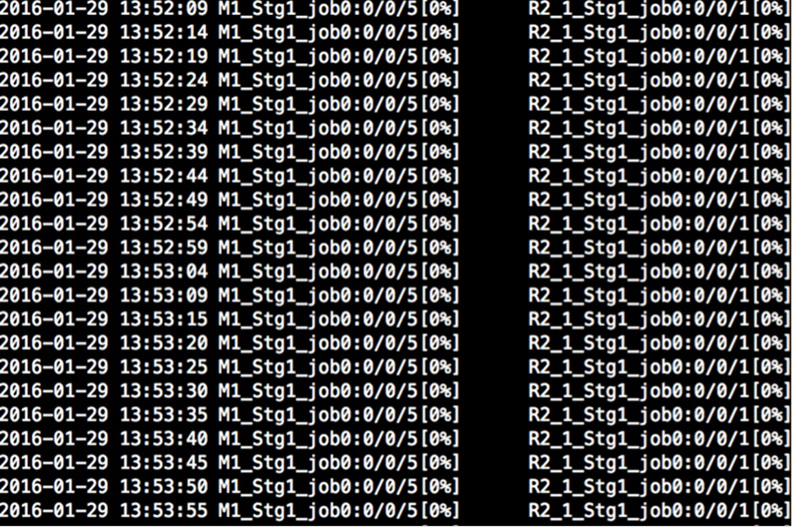 2016-01-29 13:52:09 M1_Stg1_job0:0/0/5[0%] R2_1_Stg1_job0:0/0/1[0%]
2016-01-29 13:52:14 M1_Stg1_job0:0/0/5[0%] R2_1_Stg1_job0:0/0/1[0%]
2016-01-29 13:52:19 M1_Stg1_job0:0/0/5[0%] R2_1_Stg1_job0:0/0/1[0%]
2016-01-29 13:52:24 M1_Stg1_job0:0/0/5[0%] R2_1_Stg1_job0:0/0/1[0%]
2016-01-29 13:52:29 M1_Stg1_job0:0/0/5[0%] R2_1_Stg1_job0:0/0/1[0%]
2016-01-29 13:52:34 M1_Stg1_job0:0/0/5[0%] R2_1_Stg1_job0:0/0/1[0%]
2016-01-29 13:52:39 M1_Stg1_job0:0/0/5[0%] R2_1_Stg1_job0:0/0/1[0%]
2016-01-29 13:52:44 M1_Stg1_job0:0/0/5[0%] R2_1_Stg1_job0:0/0/1[0%]
2016-01-29 13:52:49 M1_Stg1_job0:0/0/5[0%] R2_1_Stg1_job0:0/0/1[0%]
2016-01-29 13:52:54 M1_Stg1_job0:0/0/5[0%] R2_1_Stg1_job0:0/0/1[0%]
2016-01-29 13:52:59 M1_Stg1_job0:0/0/5[0%] R2_1_Stg1_job0:0/0/1[0%]
2016-01-29 13:53:04 M1_Stg1_job0:0/0/5[0%] R2_1_Stg1_job0:0/0/1[0%]
2016-01-29 13:53:09 M1_Stg1_job0:0/0/5[0%] R2_1_Stg1_job0:0/0/1[0%]
2016-01-29 13:53:15 M1_Stg1_job0:0/0/5[0%] R2_1_Stg1_job0:0/0/1[0%]
2016-01-29 13:53:20 M1_Stg1_job0:0/0/5[0%] R2_1_Stg1_job0:0/0/1[0%]
2016-01-29 13:53:25 M1_Stg1_job0:0/0/5[0%] R2_1_Stg1_job0:0/0/1[0%]
2016-01-29 13:53:30 M1_Stg1_job0:0/0/5[0%] R2_1_Stg1_job0:0/0/1[0%]
2016-01-29 13:53:35 M1_Stg1_job0:0/0/5[0%] R2_1_Stg1_job0:0/0/1[0%]
2016-01-29 13:53:40 M1_Stg1_job0:0/0/5[0%] R2_1_Stg1_job0:0/0/1[0%]
2016-01-29 13:53:45 M1_Stg1_job0:0/0/5[0%] R2_1_Stg1_job0:0/0/1[0%]
2016-01-29 13:53:50 M1_Stg1_job0:0/0/5[0%] R2_1_Stg1_job0:0/0/1[0%]
2016-01-29 13:53:55 M1_Stg1_job0:0/0/5[0%] R2_1_Stg1_job0:0/0/1[0%]